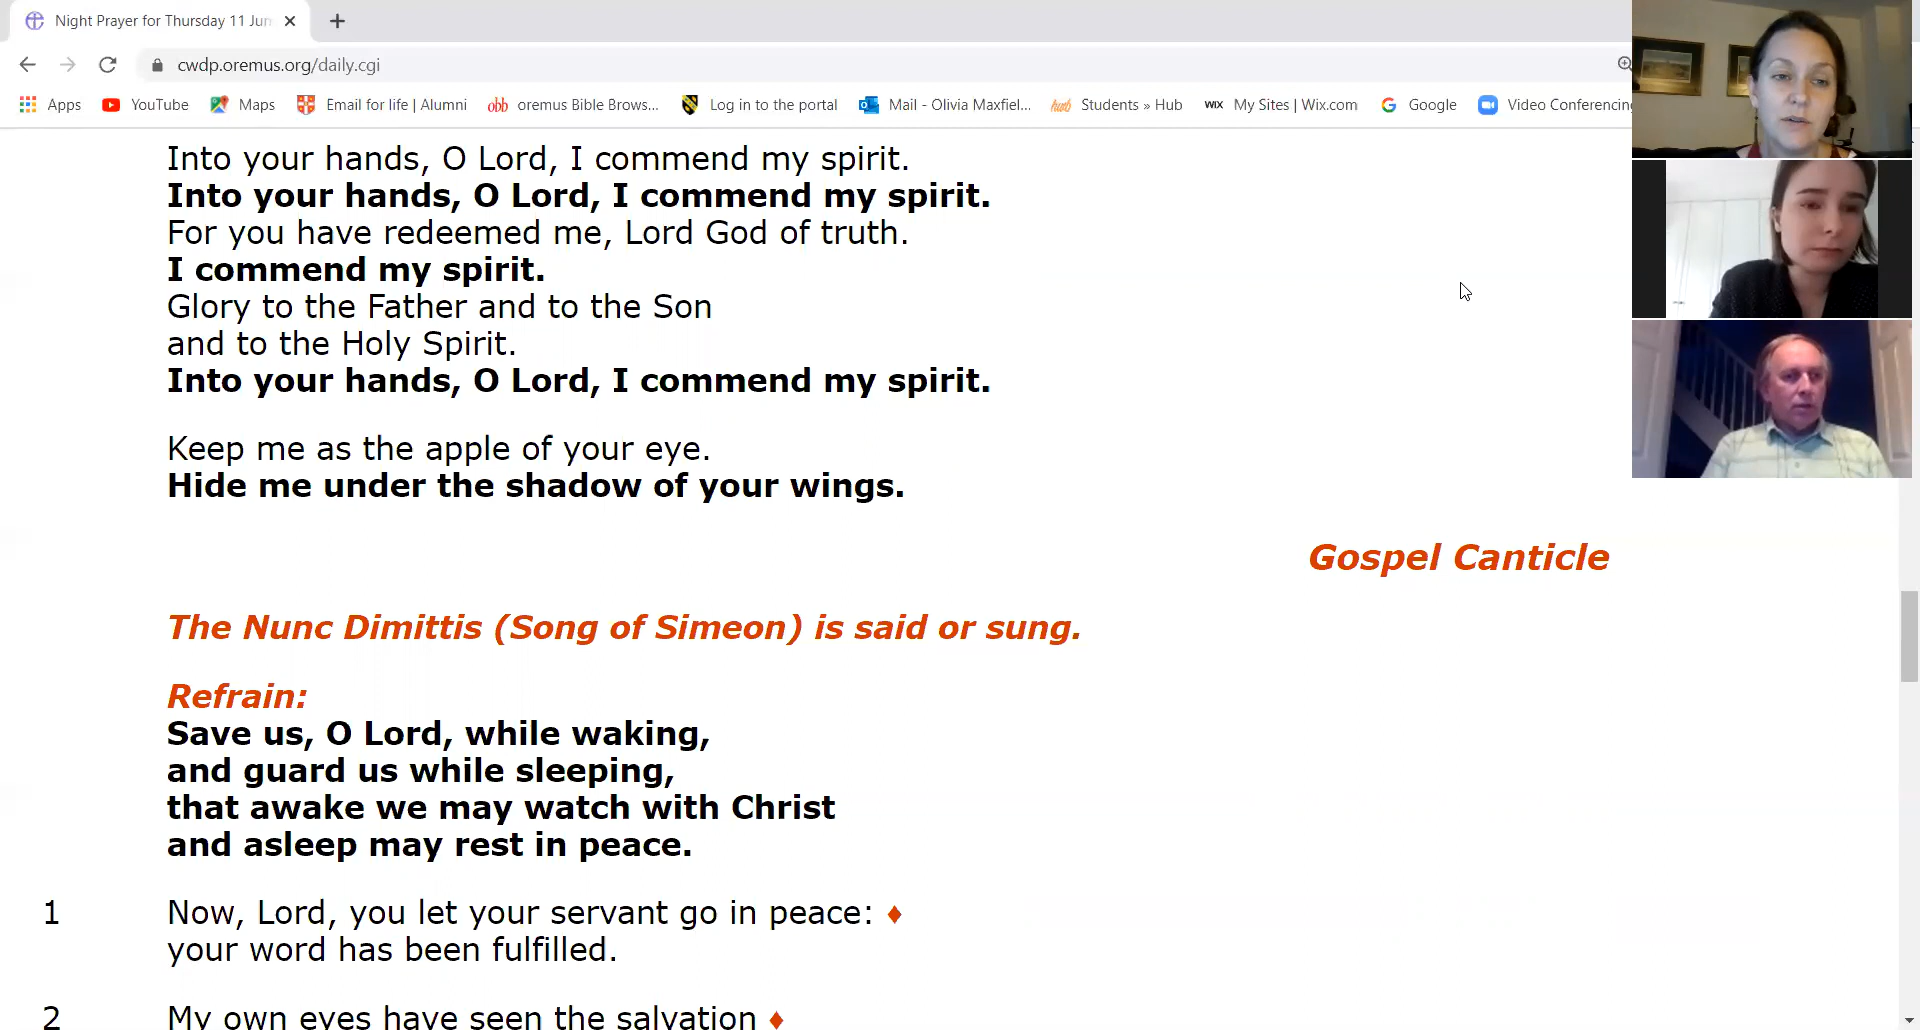 Night Prayer for Thursday 11 Jun
cwdp.oremus.org/daily.cgi
Apps YouTube Maps Email for life | Alumni obb oremus Bible Brows... Log in to the portal Mail - Olivia Maxfiel... Students » Hub WIX My Sites | Wix.com Google Video Conferencing
Into your hands, O Lord, I commend my spirit.
Into your hands, O Lord, I commend my spirit.
For you have redeemed me, Lord God of truth.
I commend my spirit.
Glory to the Father and to the Son
and to the Holy Spirit.
Into your hands, O Lord, I commend my spirit.
Keep me as the apple of your eye.
Hide me under the shadow of your wings.
Gospel Canticle
The Nunc Dimittis (Song of Simeon) is said or sung.
Refrain:
Save us, O Lord, while waking,
and guard us while sleeping,
that awake we may watch with Christ
and asleep may rest in peace.
1 Now, Lord, you let your servant go in peace: ♦
your word has been fulfilled.
2 My own eyes have seen the salvation ♦